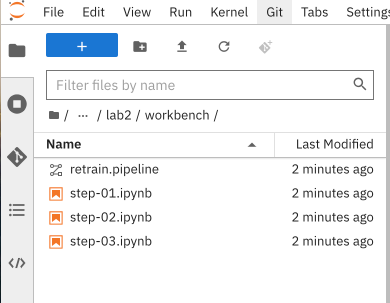 File Edit View Run Kernel Git Tabs Settings
Filter files by name
/ ... / lab2 / workbench /
Name Last Modified
retrain.pipeline 2 minutes ago
step-01.ipynb 2 minutes ago
step-02.ipynb 2 minutes ago
step-03.ipynb 2 minutes ago